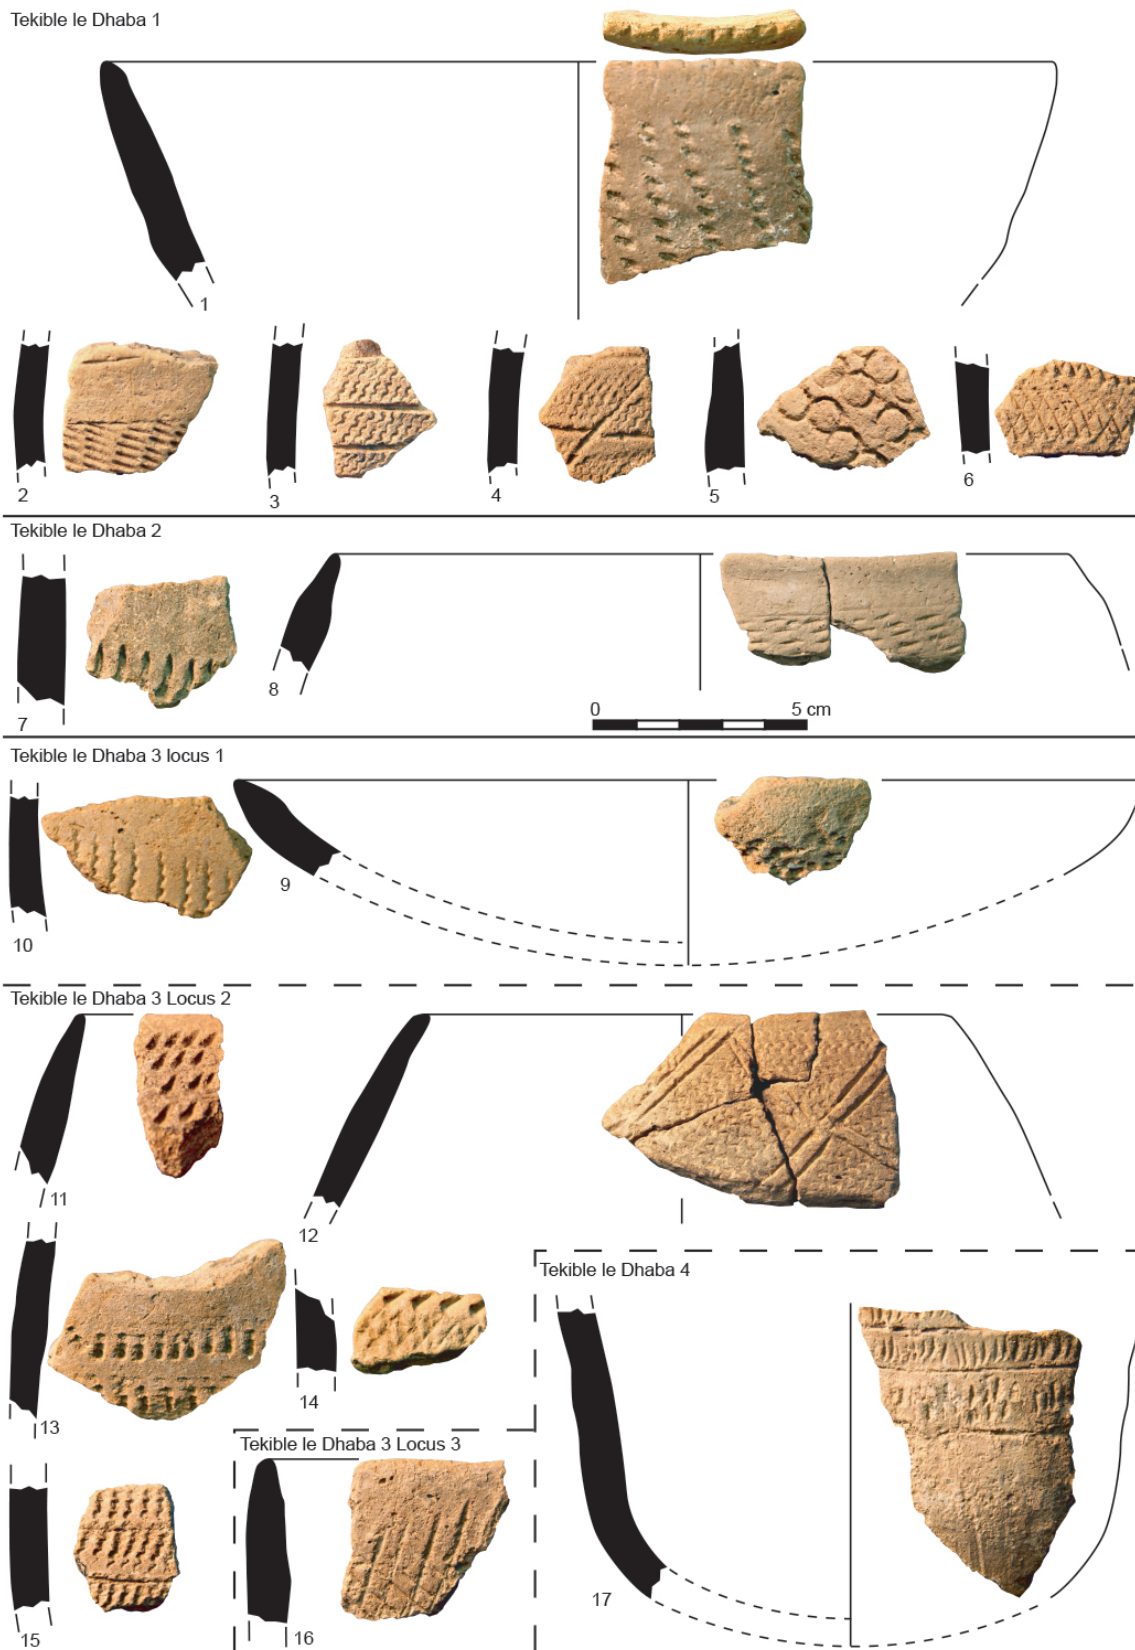 Tekible le Dhaba 1
1
2
3
4
5
6
Tekible le Dhaba 2
7
8
0 5 cm
Tekible le Dhaba 3 locus 1
9
10
Tekible le Dhaba 3 Locus 2
11
12
Tekible le Dhaba 4
13
14
Tekible le Dhaba 3 Locus 3
15
16
17